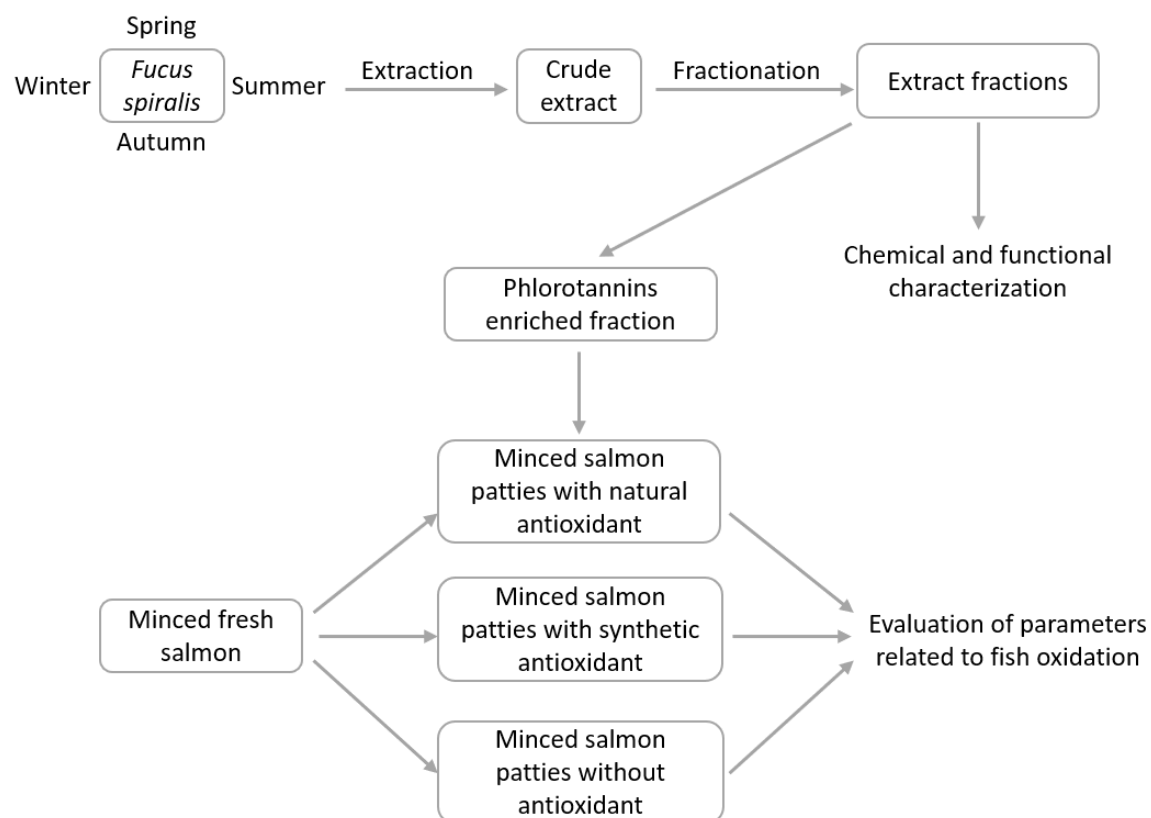 Spring
Winter
Fucus
spiralis
Summer
Autumn
Extraction
Crude
extract
Fractionation
Extract fractions
Chemical and functional
characterization
Phlorotannins
enriched fraction
Minced salmon
patties with natural
antioxidant
Minced fresh
salmon
Minced salmon
patties with synthetic
antioxidant
Evaluation of parameters
related to fish oxidation
Minced salmon
patties without
antioxidant